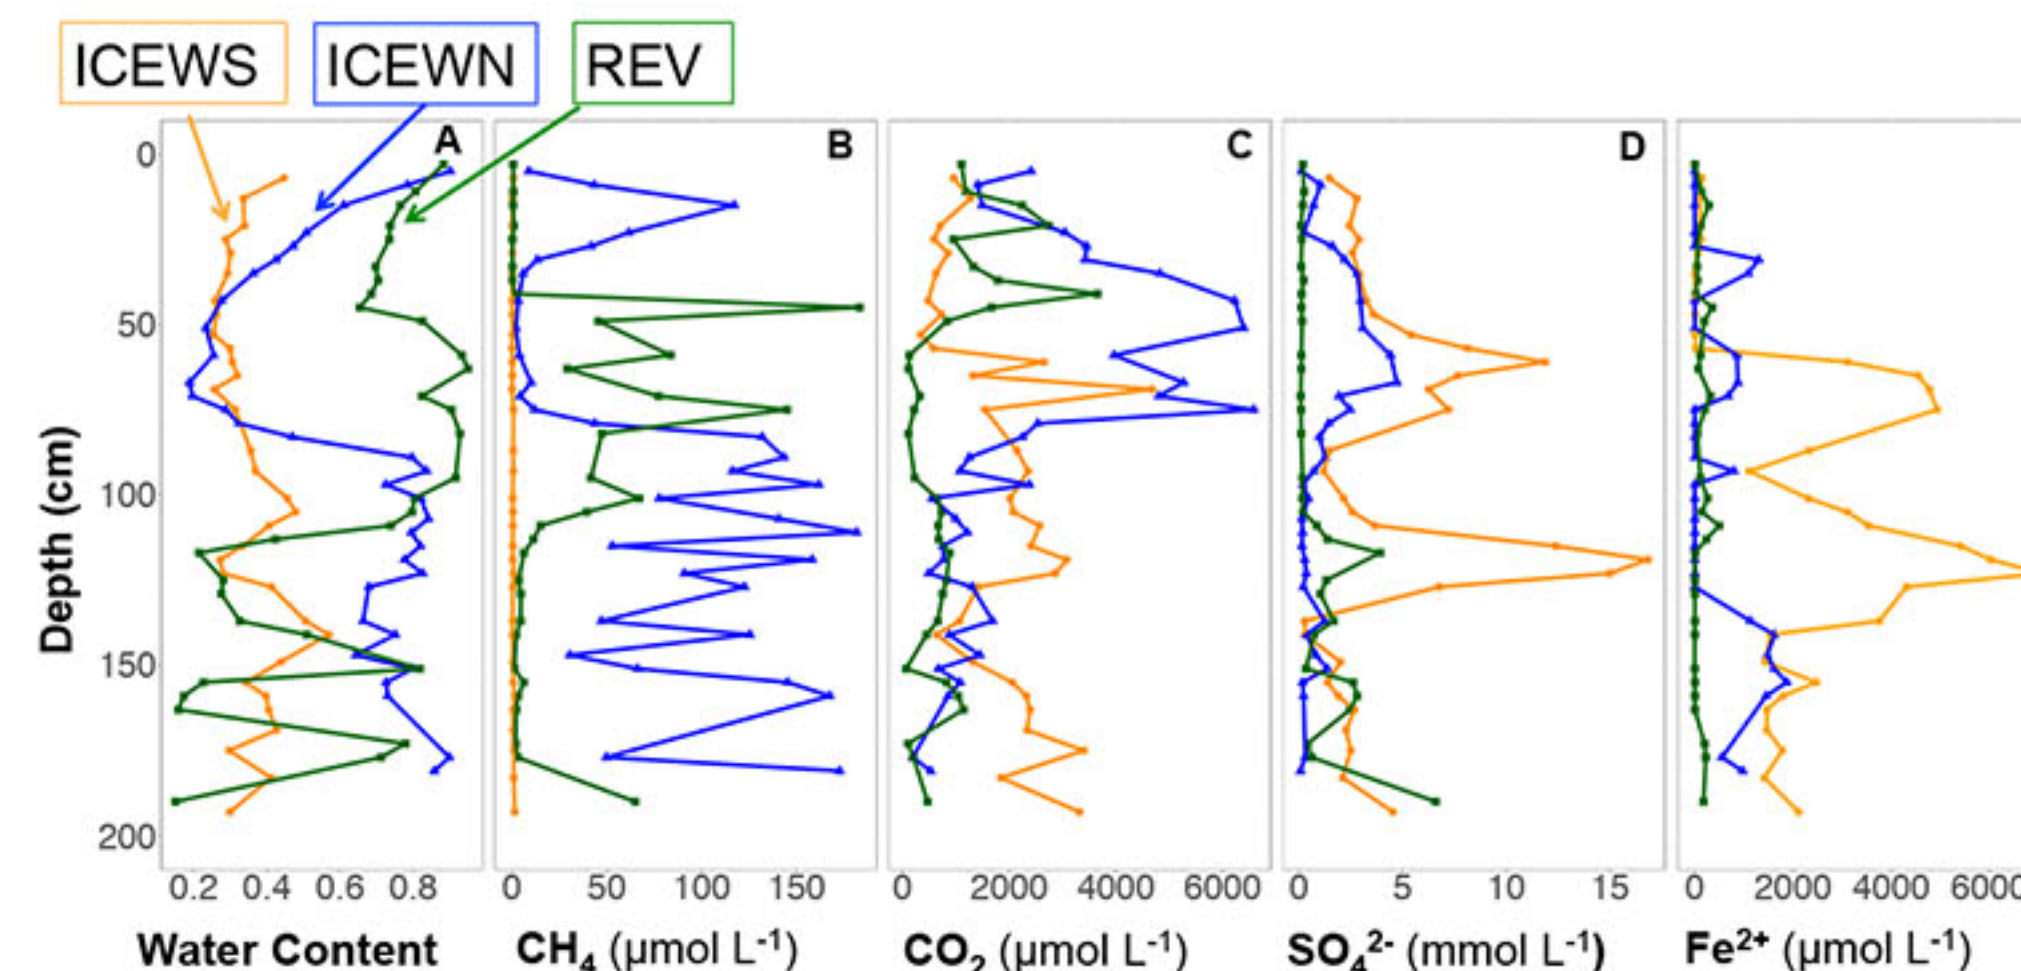 ICEWS ICEWN REV
A B C D
0
50
100
150
200
Depth (cm)
0.2 0.4 0.6 0.8 0 50 100 150 0 2000 4000 6000 0 5 10 15 0 2000 4000 6000
Water Content CH₄ (µmol L⁻¹) CO₂ (µmol L⁻¹) SO₄²⁻ (mmol L⁻¹) Fe²⁺ (µmol L⁻¹)